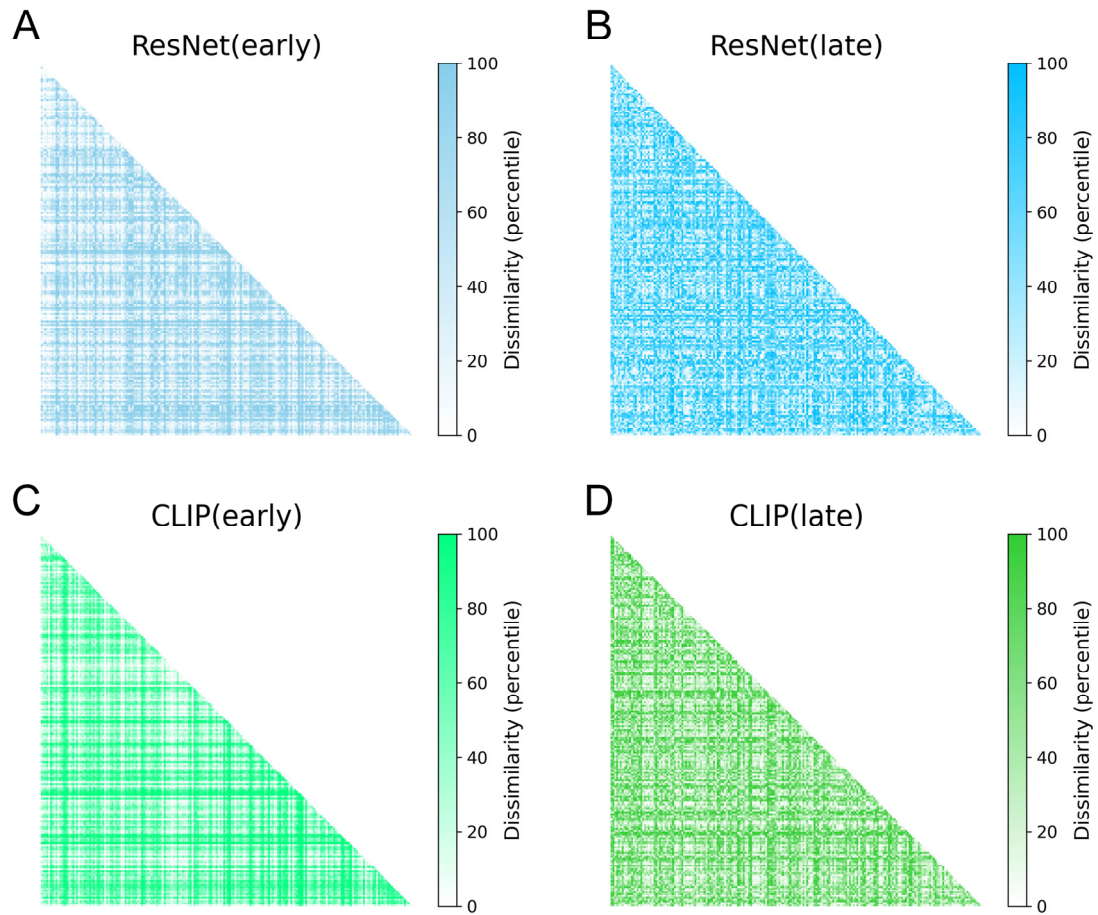 A
ResNet(early)
100
80
60
40
20
0
Dissimilarity (percentile)
B
ResNet(late)
100
80
60
40
20
0
Dissimilarity (percentile)
C
CLIP(early)
100
80
60
40
20
0
Dissimilarity (percentile)
D
CLIP(late)
100
80
60
40
20
0
Dissimilarity (percentile)